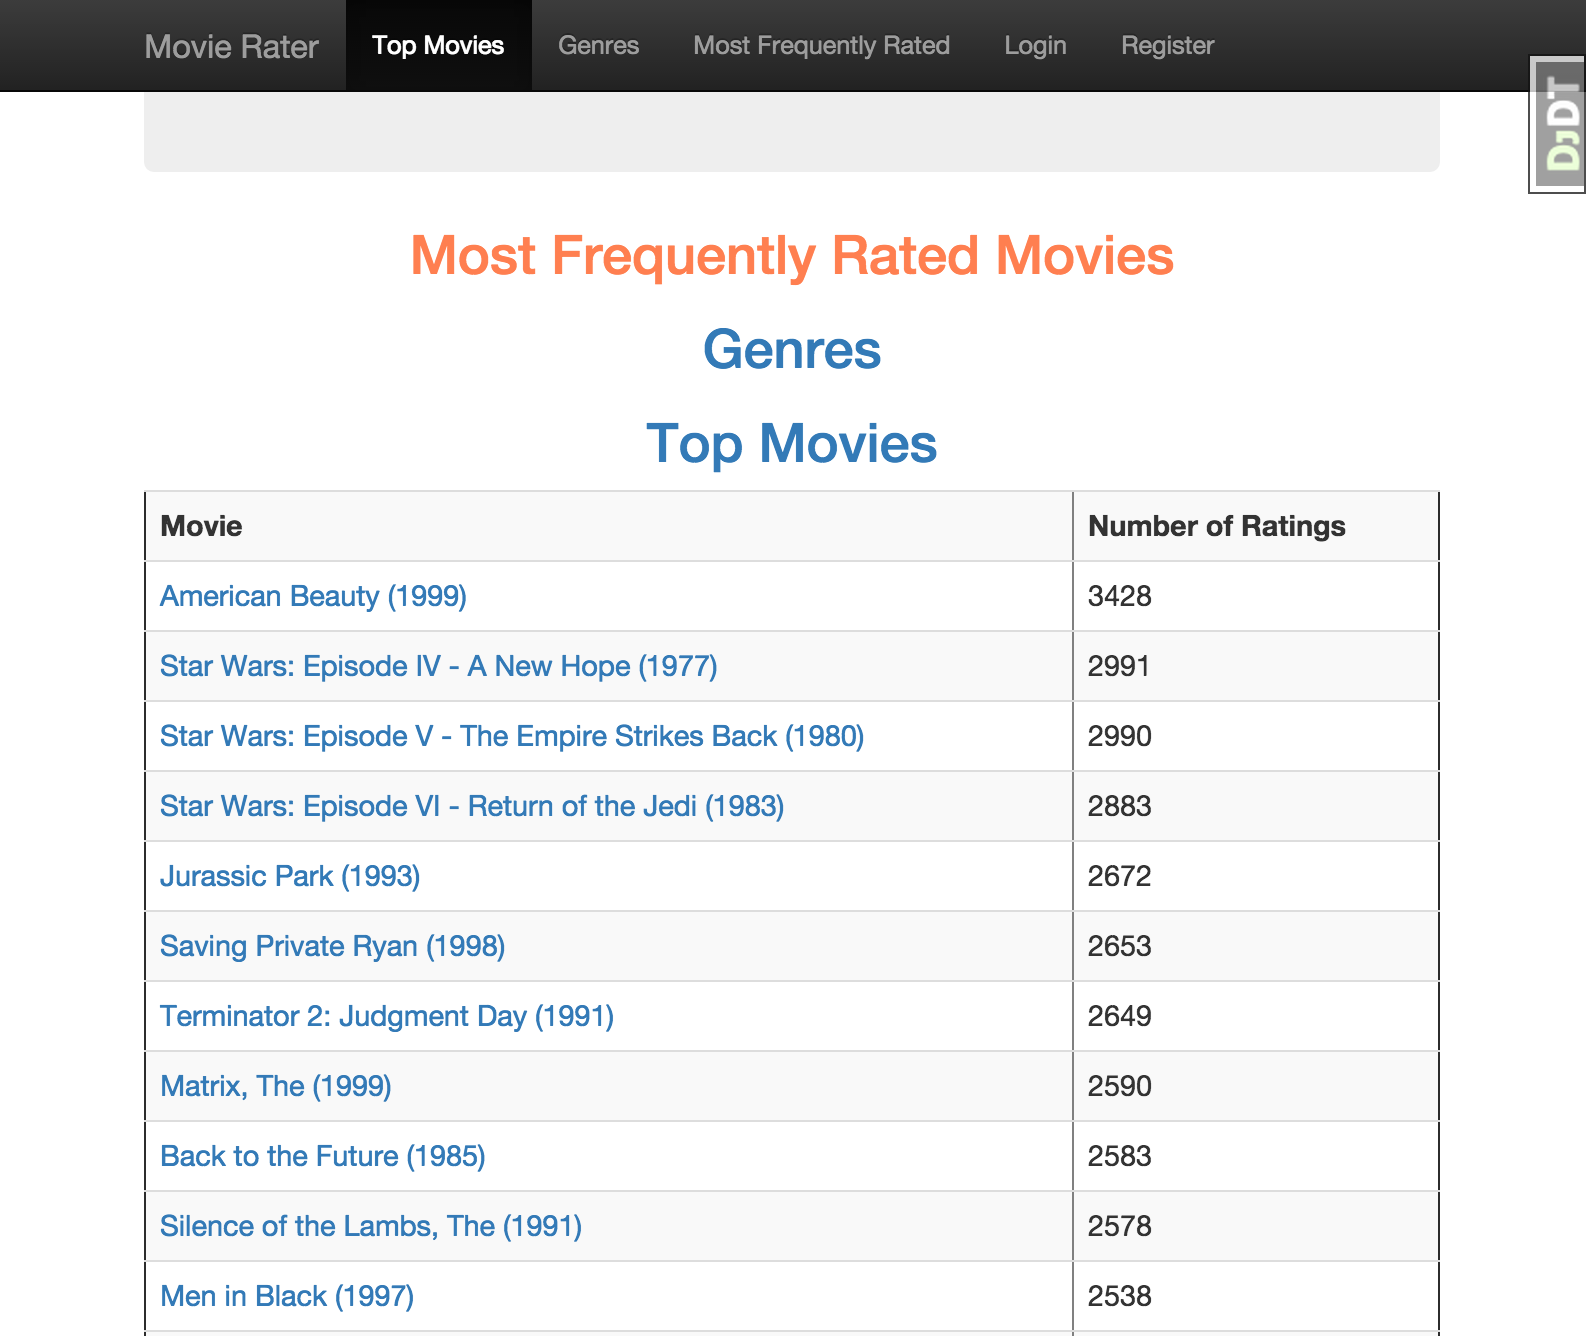 Movie Rater Top Movies Genres Most Frequently Rated Login Register
DJDT
Most Frequently Rated Movies
Genres
Top Movies
Movie Number of Ratings
American Beauty (1999) 3428
Star Wars: Episode IV - A New Hope (1977) 2991
Star Wars: Episode V - The Empire Strikes Back (1980) 2990
Star Wars: Episode VI - Return of the Jedi (1983) 2883
Jurassic Park (1993) 2672
Saving Private Ryan (1998) 2653
Terminator 2: Judgment Day (1991) 2649
Matrix, The (1999) 2590
Back to the Future (1985) 2583
Silence of the Lambs, The (1991) 2578
Men in Black (1997) 2538